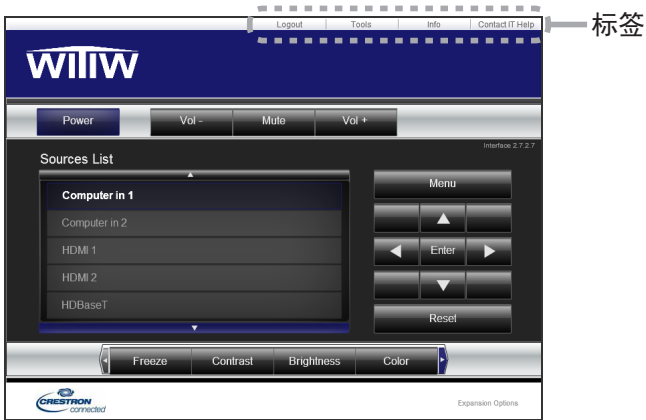 Logout Tools Info Contact IT Help
标签
WIIIW
Power Vol - Mute Vol +
Interface 2.7.2.7
Sources List
Computer in 1
Menu
Computer in 2
HDMI 1
Enter
HDMI 2
HDBaseT
Reset
Freeze Contrast Brightness Color
CRESTRON
connected
Expansion Options